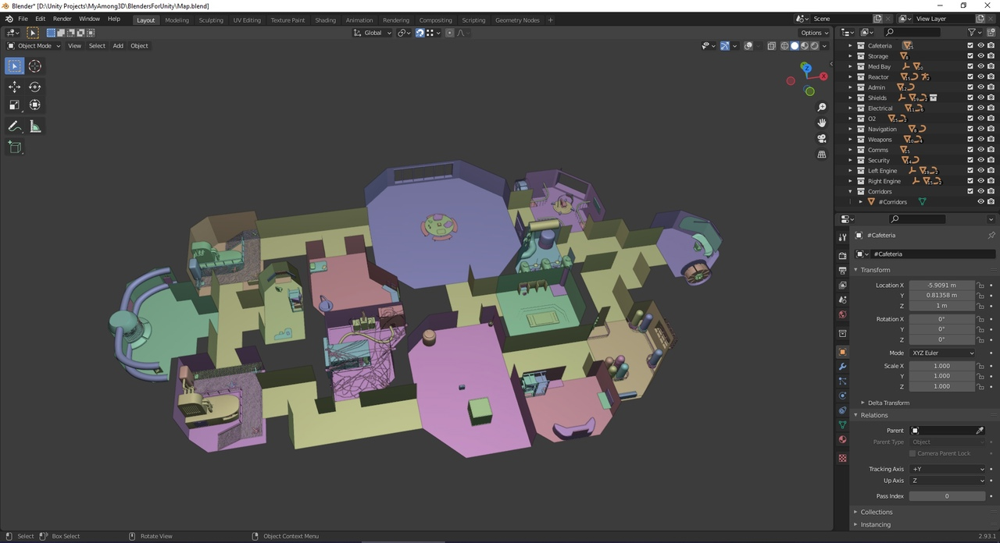 Blender* [D:\Unity Projects\MyAmong3D\BlendersForUnity\Map.blend]
File Edit Render Window Help Layout Modeling Sculpting UV Editing Texture Paint Shading Animation Rendering Compositing Scripting Geometry Nodes + Scene View Layer
Global Options
Object Mode View Select Add Object
Cafeteria
Storage
Med Bay
Reactor
Admin
Shields
Electrical
O2
Navigation
Weapons
Comms
Security
Left Engine
Right Engine
Corridors
#Corridors
Z
X
#Cafeteria
#Cafeteria
Transform
Location X -5.9091 m
Y 0.81358 m
Z 1 m
Rotation X 0°
Y 0°
Z 0°
Mode XYZ Euler
Scale X 1.000
Y 1.000
Z 1.000
Delta Transform
Relations
Parent
Parent Type Object
Camera Parent Lock
Tracking Axis +Y
Up Axis Z
Pass Index 0
Collections
Instancing
Select Box Select Rotate View Object Context Menu 2.93.1